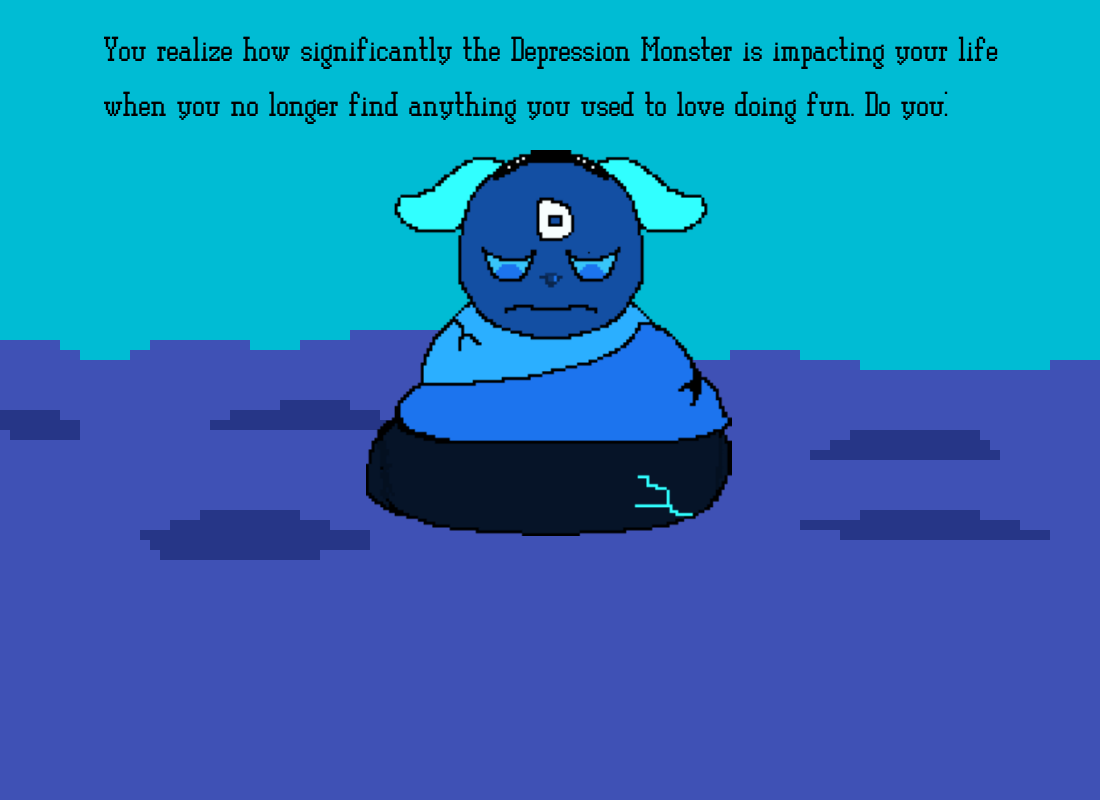 You realize how significantly the Depression Monster is impacting your life
when you no longer find anything you used to love doing fun. Do you:
D